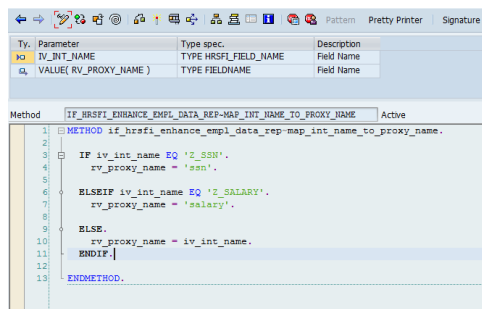 Pattern Pretty Printer Signature
Ty. Parameter Type spec. Description
IV_INT_NAME TYPE HRSFI_FIELD_NAME Field Name
VALUE( RV_PROXY_NAME ) TYPE FIELDNAME Field Name
Method IF_HRSFI_ENHANCE_EMPL_DATA_REP~MAP_INT_NAME_TO_PROXY_NAME Active
1 METHOD if_hrsfi_enhance_empl_data_rep~map_int_name_to_proxy_name.
2
3 IF iv_int_name EQ 'Z_SSN'.
4 rv_proxy_name = 'ssn'.
5
6 ELSEIF iv_int_name EQ 'Z_SALARY'.
7 rv_proxy_name = 'salary'.
8
9 ELSE.
10 rv_proxy_name = iv_int_name.
11 ENDIF.
12
13 ENDMETHOD.